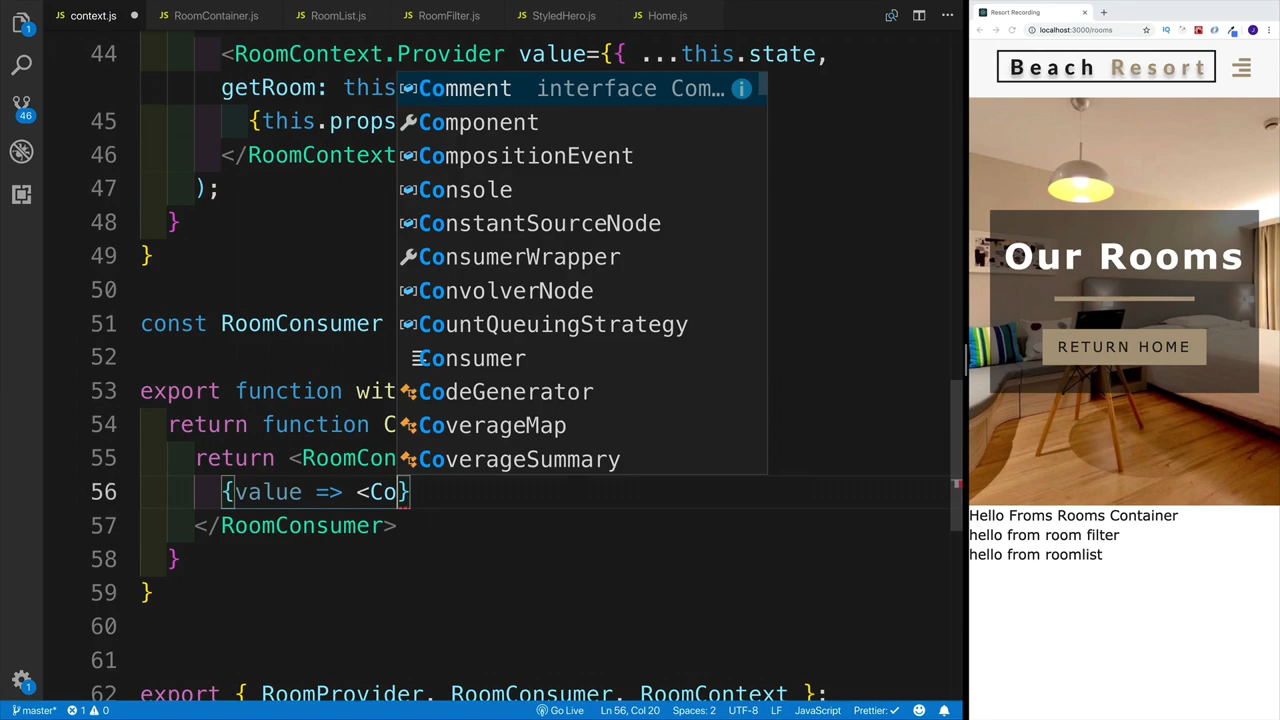 context.js
RoomContainer.js
RoomList.js
RoomFilter.js
StyledHero.js
Home.js
44 <RoomContext.Provider value={{ ...this.state,
getRoom: this
45 {this.props
46 </RoomContext
47 );
48 }
49 }
50
51 const RoomConsumer
52
53 export function wit
54 return function C
55 return <RoomCon
56 {value => <Co}
57 </RoomConsumer>
58 }
59 }
60
61
62 export { RoomProvider, RoomConsumer, RoomContext };
Comment interface Com...
Component
CompositionEvent
Console
ConstantSourceNode
ConsumerWrapper
ConvolverNode
CountQueuingStrategy
Consumer
CodeGenerator
CoverageMap
CoverageSummary
1
46
1
master*
1
0
Go Live
Ln 56, Col 20
Spaces: 2
UTF-8
LF
JavaScript
Prettier: ✓
Resort Recording
localhost:3000/rooms
IQ
J
Beach Resort
Our Rooms
RETURN HOME
Hello Froms Rooms Container
hello from room filter
hello from roomlist